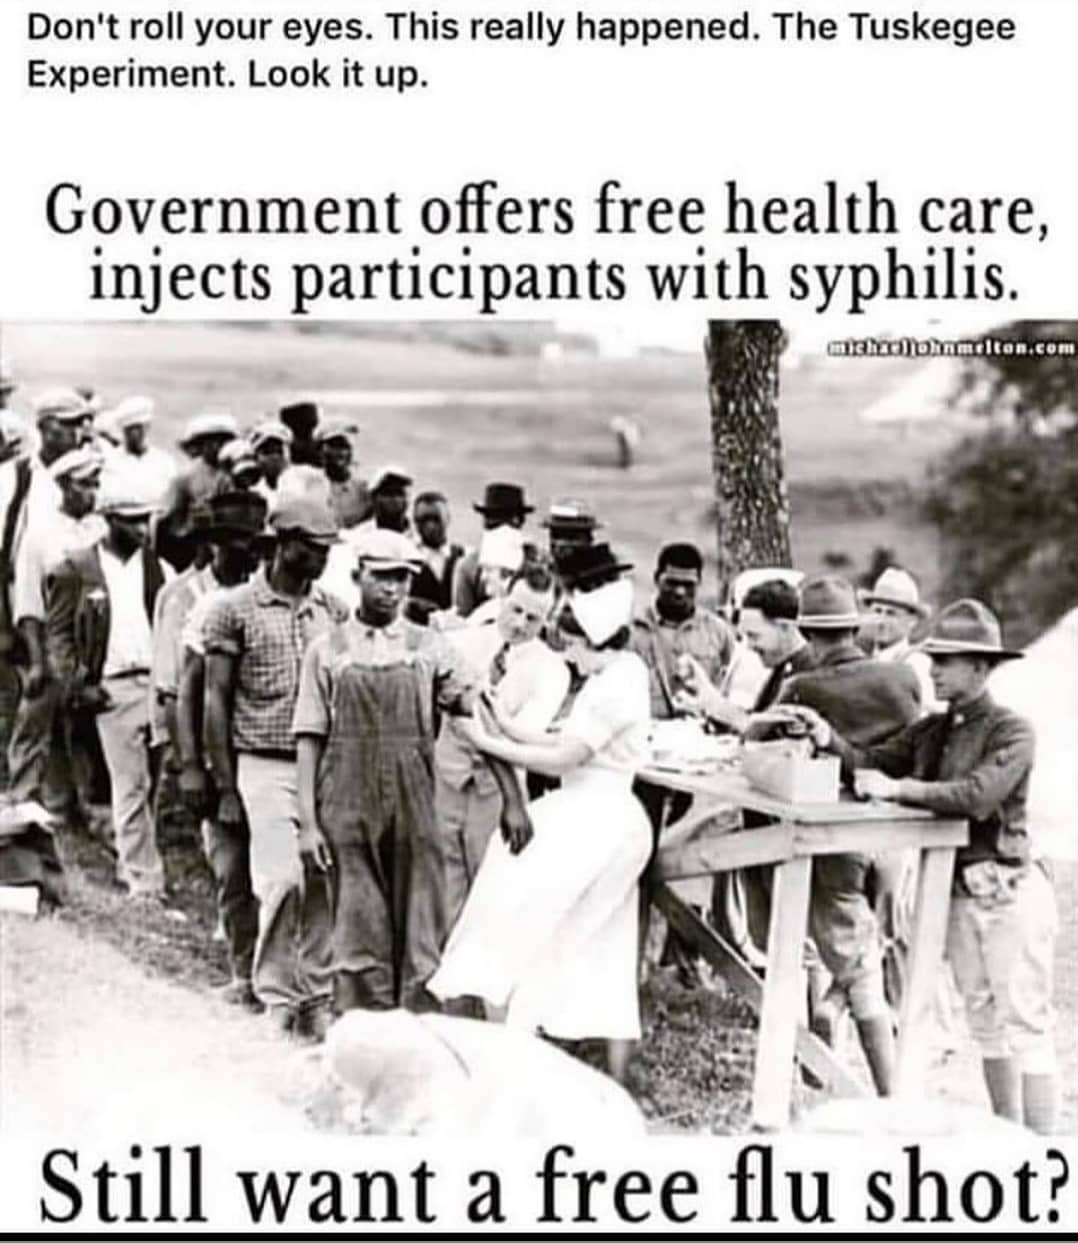 Don't roll your eyes. This really happened. The Tuskegee
Experiment. Look it up.
Government offers free health care,
injects participants with syphilis.
michaeljohnmelton.com
Still want a free flu shot?